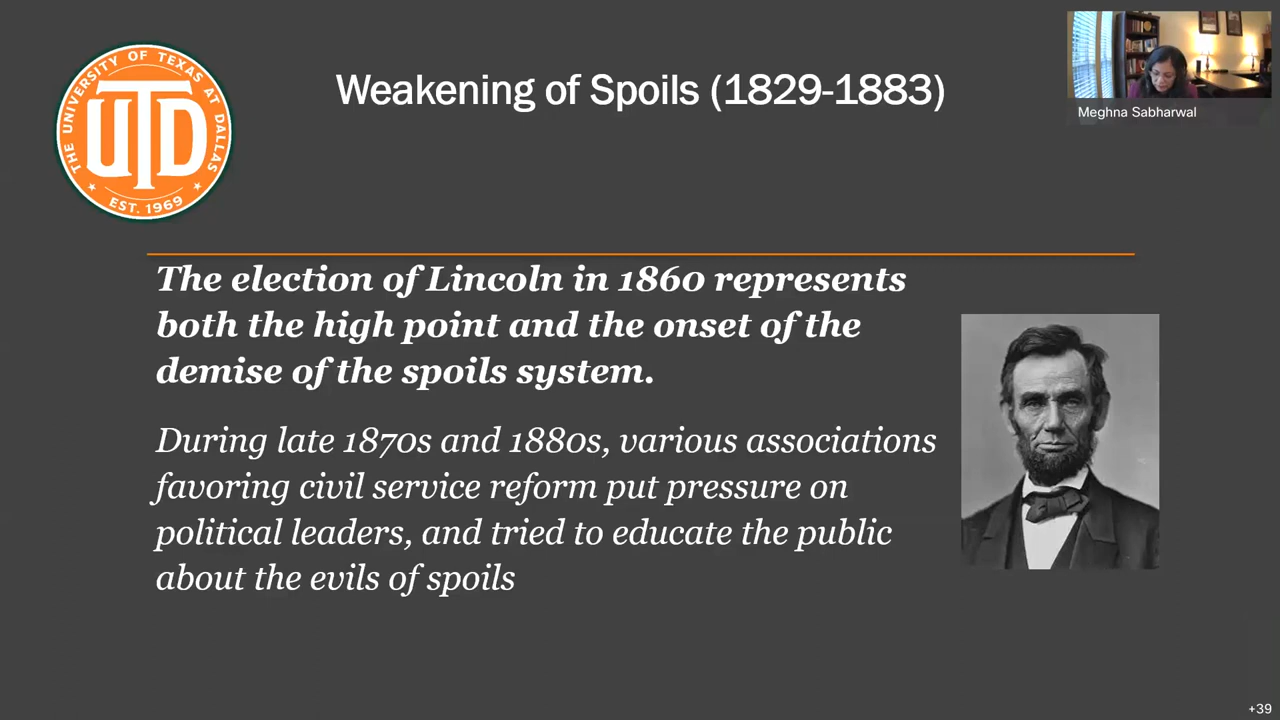 THE UNIVERSITY OF TEXAS AT DALLAS
UTD
EST. 1969
Weakening of Spoils (1829-1883)
Meghna Sabharwal
The election of Lincoln in 1860 represents
both the high point and the onset of the
demise of the spoils system.
During late 1870s and 1880s, various associations
favoring civil service reform put pressure on
political leaders, and tried to educate the public
about the evils of spoils
+39